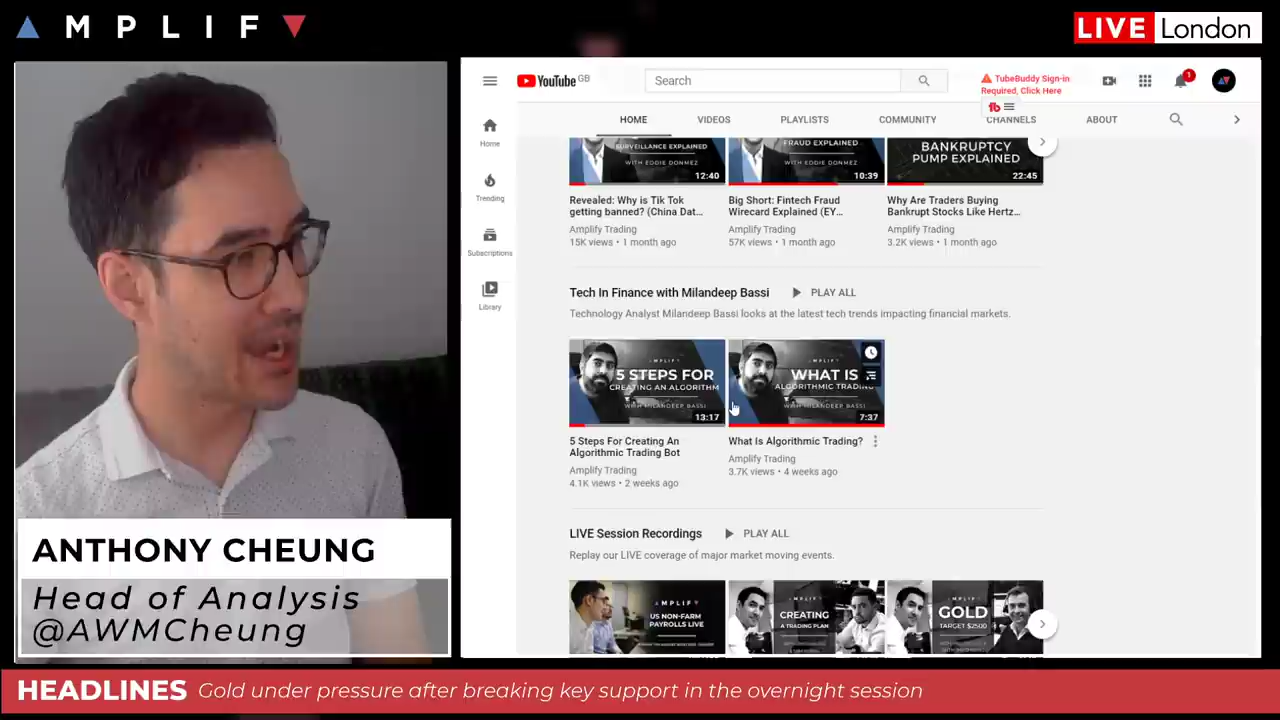 AMPLIFY
LIVE London
YouTube GB
Search
TubeBuddy Sign-in
Required, Click Here
1
HOME
VIDEOS
PLAYLISTS
COMMUNITY
CHANNELS
ABOUT
Home
Trending
Subscriptions
Library
SURVEILLANCE EXPLAINED
WITH EDDIE DONMEZ
12:40
FRAUD EXPLAINED
WITH EDDIE DONMEZ
10:39
BANKRUPTCY
PUMP EXPLAINED
22:45
Revealed: Why is Tik Tok
getting banned? (China Dat...
Amplify Trading
15K views • 1 month ago
Big Short: Fintech Fraud
Wirecard Explained (EY...
Amplify Trading
57K views • 1 month ago
Why Are Traders Buying
Bankrupt Stocks Like Hertz...
Amplify Trading
3.2K views • 1 month ago
Tech In Finance with Milandeep Bassi
PLAY ALL
Technology Analyst Milandeep Bassi looks at the latest tech trends impacting financial markets.
AMPLIFY
5 STEPS FOR
CREATING AN ALGORITHM
WITH MILANDEEP BASSI
13:17
AMPLIFY
WHAT IS
ALGORITHMIC TRADING
WITH MILANDEEP BASSI
7:37
5 Steps For Creating An
Algorithmic Trading Bot
Amplify Trading
4.1K views • 2 weeks ago
What Is Algorithmic Trading?
Amplify Trading
3.7K views • 4 weeks ago
LIVE Session Recordings
PLAY ALL
Replay our LIVE coverage of major market moving events.
AMPLIFY
US NON-FARM
PAYROLLS LIVE
AMPLIFY
CREATING
A TRADING PLAN
AMPLIFY
GOLD
TARGET $2500
ANTHONY CHEUNG
Head of Analysis
@AWMCheung
HEADLINES Gold under pressure after breaking key support in the overnight session